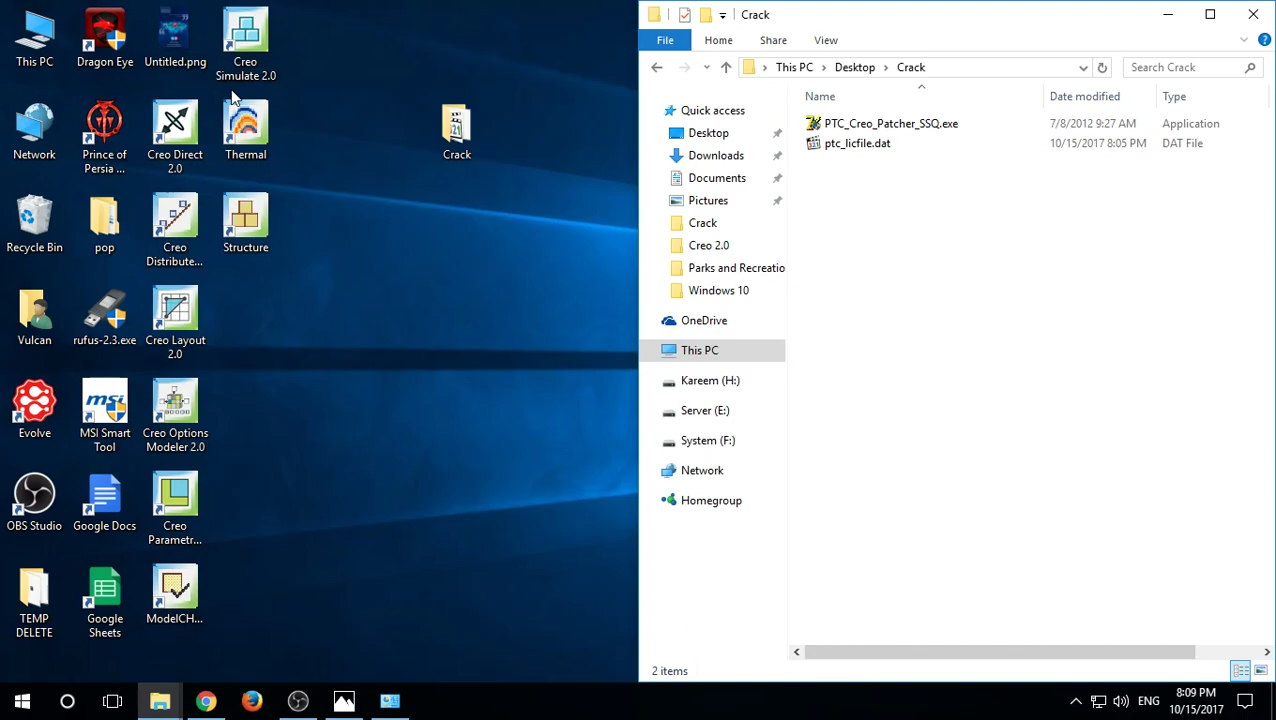 This PC
Dragon Eye
Untitled.png
Creo
Simulate 2.0
Network
Prince of
Persia ...
Creo Direct
2.0
Thermal
Crack
Recycle Bin
pop
Creo
Distribute...
Structure
Vulcan
rufus-2.3.exe
Creo Layout
2.0
Evolve
msi
MSI Smart
Tool
Creo Options
Modeler 2.0
OBS Studio
Google Docs
Creo
Parametr...
TEMP
DELETE
Google
Sheets
ModelCH...
Crack
File
Home
Share
View
This PC
Desktop
Crack
Search Crack
Name
Date modified
Type
PTC_Creo_Patcher_SSQ.exe
7/8/2012 9:27 AM
Application
ptc_licfile.dat
10/15/2017 8:05 PM
DAT File
Quick access
Desktop
Downloads
Documents
Pictures
Crack
Creo 2.0
Parks and Recreatio
Windows 10
OneDrive
This PC
Kareem (H:)
Server (E:)
System (F:)
Network
Homegroup
2 items
ENG
8:09 PM
10/15/2017